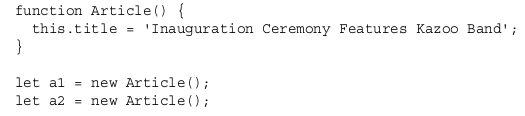 function Article() {
  this.title = 'Inauguration Ceremony Features Kazoo Band';
}

let a1 = new Article();
let a2 = new Article();